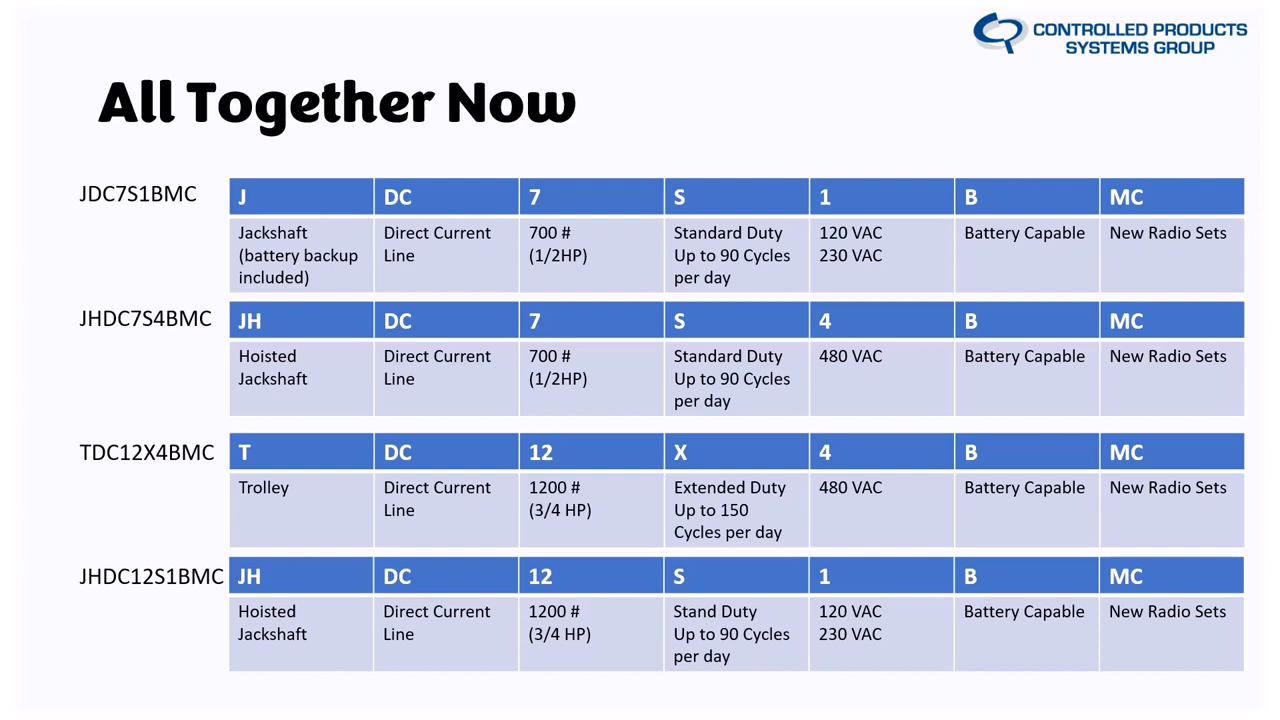 CONTROLLED PRODUCTS
SYSTEMS GROUP
All Together Now
JDC7S1BMC
J DC 7 S 1 B MC
Jackshaft Direct Current 700 # Standard Duty 120 VAC Battery Capable New Radio Sets
(battery backup Line (1/2HP) Up to 90 Cycles 230 VAC
included) per day
JHDC7S4BMC
JH DC 7 S 4 B MC
Hoisted Direct Current 700 # Standard Duty 480 VAC Battery Capable New Radio Sets
Jackshaft Line (1/2HP) Up to 90 Cycles
per day
TDC12X4BMC
T DC 12 X 4 B MC
Trolley Direct Current 1200 # Extended Duty 480 VAC Battery Capable New Radio Sets
Line (3/4 HP) Up to 150
Cycles per day
JHDC12S1BMC
JH DC 12 S 1 B MC
Hoisted Direct Current 1200 # Stand Duty 120 VAC Battery Capable New Radio Sets
Jackshaft Line (3/4 HP) Up to 90 Cycles 230 VAC
per day